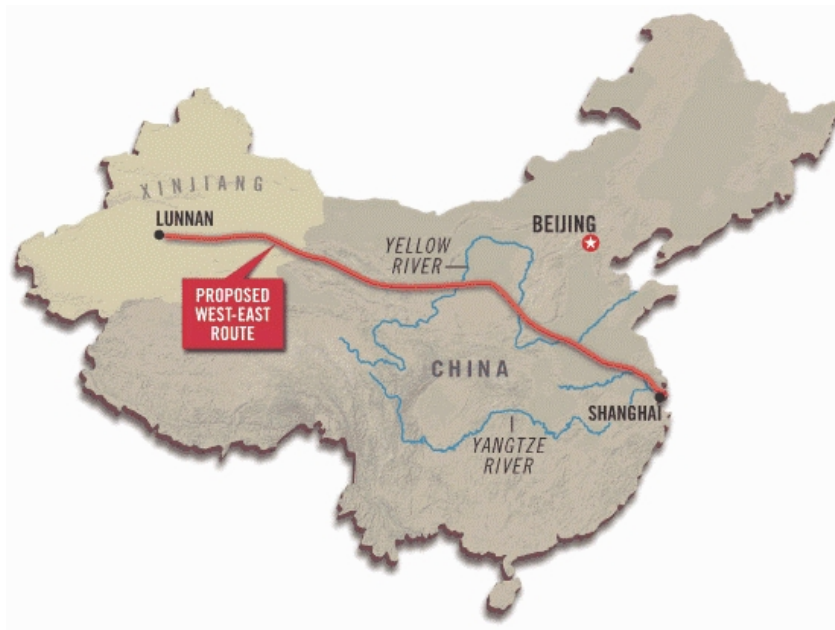 XINJIANG
LUNNAN
BEIJING
YELLOW
RIVER
PROPOSED
WEST-EAST
ROUTE
CHINA
SHANGHAI
YANGTZE
RIVER